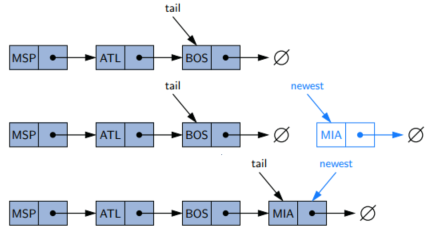 tail
MSP ATL BOS ∅
tail newest
MSP ATL BOS ∅ MIA ∅
tail newest
MSP ATL BOS MIA ∅